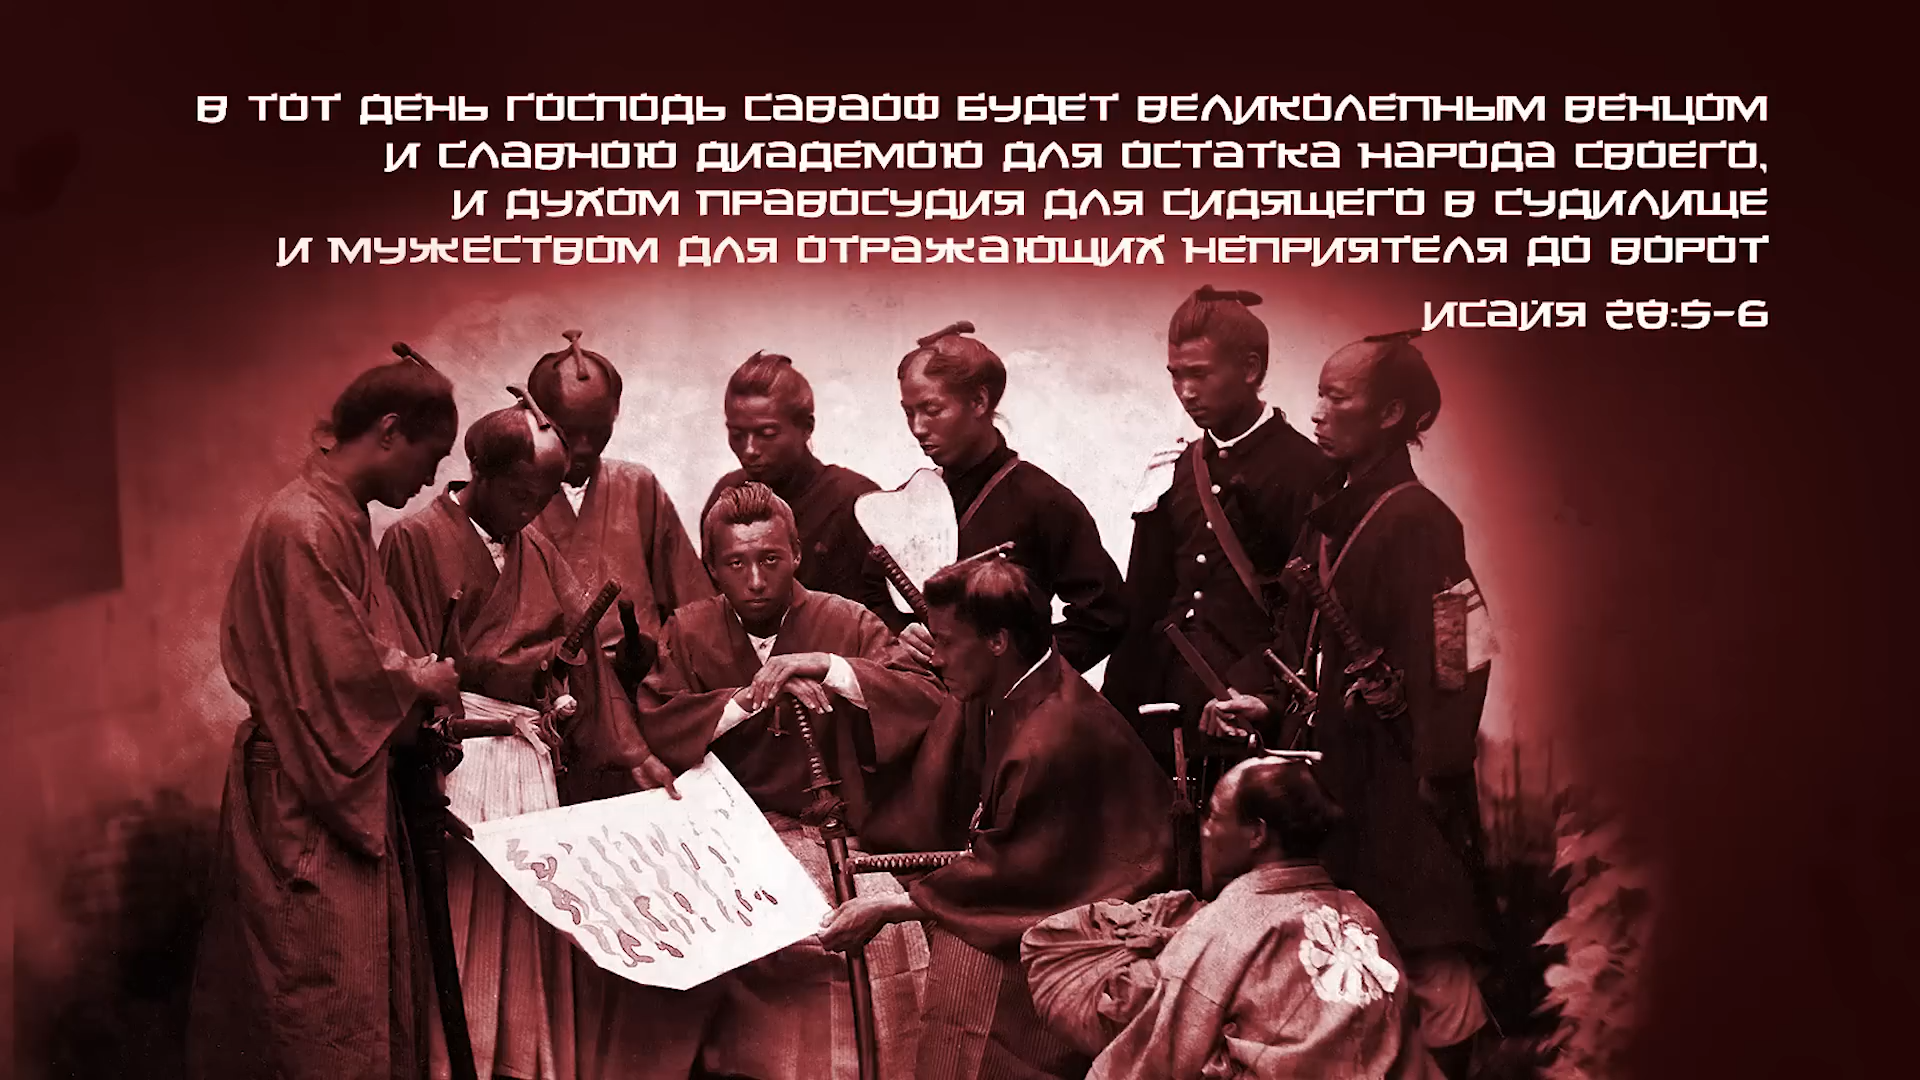 В ТОТ ДЕНЬ ГОСПОДЬ САВАОФ БУДЕТ ВЕЛИКОЛЕПНЫМ ВЕНЦОМ
И СЛАВНОЮ ДИАДЕМОЮ ДЛЯ ОСТАТКА НАРОДА СВОЕГО,
И ДУХОМ ПРАВОСУДИЯ ДЛЯ СИДЯЩЕГО В СУДИЛИЩЕ
И МУЖЕСТВОМ ДЛЯ ОТРАЖАЮЩИХ НЕПРИЯТЕЛЯ ДО ВОРОТ
ИСАЙЯ 28:5-6